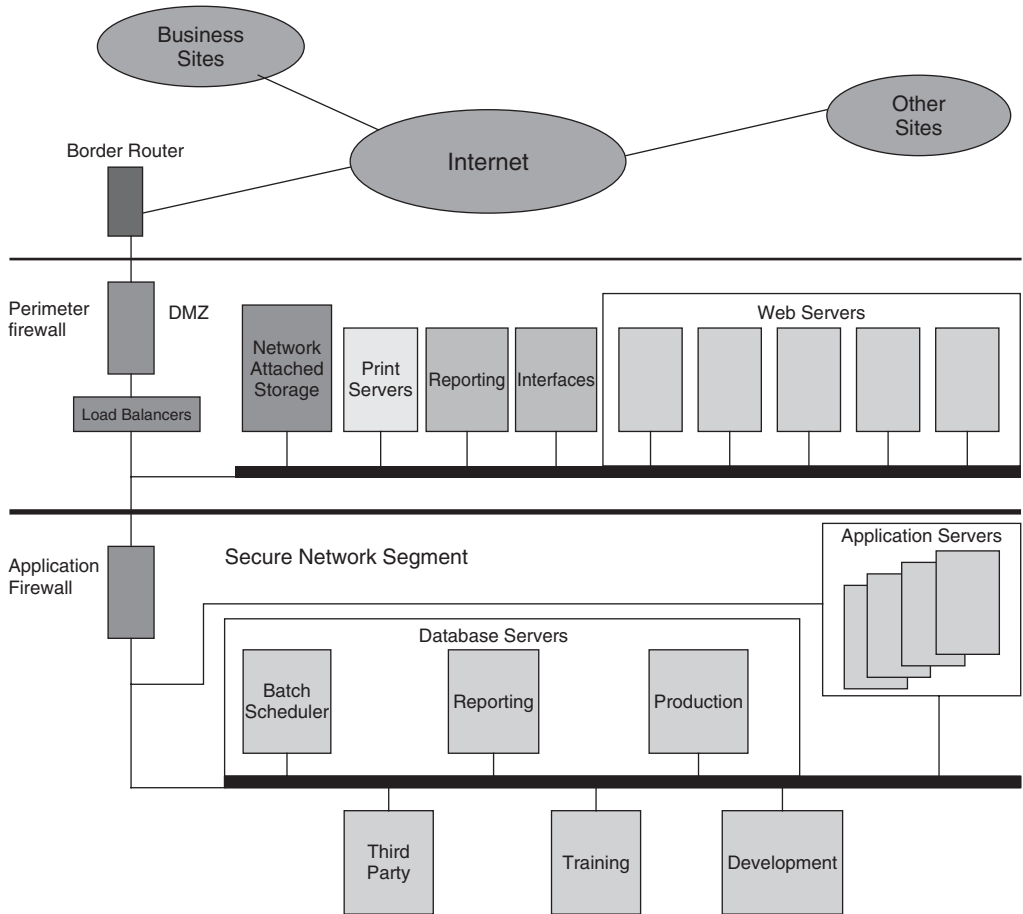 Business
Sites
Other
Sites
Internet
Border Router
Perimeter
firewall
DMZ
Load Balancers
Network
Attached
Storage
Print
Servers
Reporting
Interfaces
Web Servers
Application
Firewall
Secure Network Segment
Application Servers
Database Servers
Batch
Scheduler
Reporting
Production
Third
Party
Training
Development